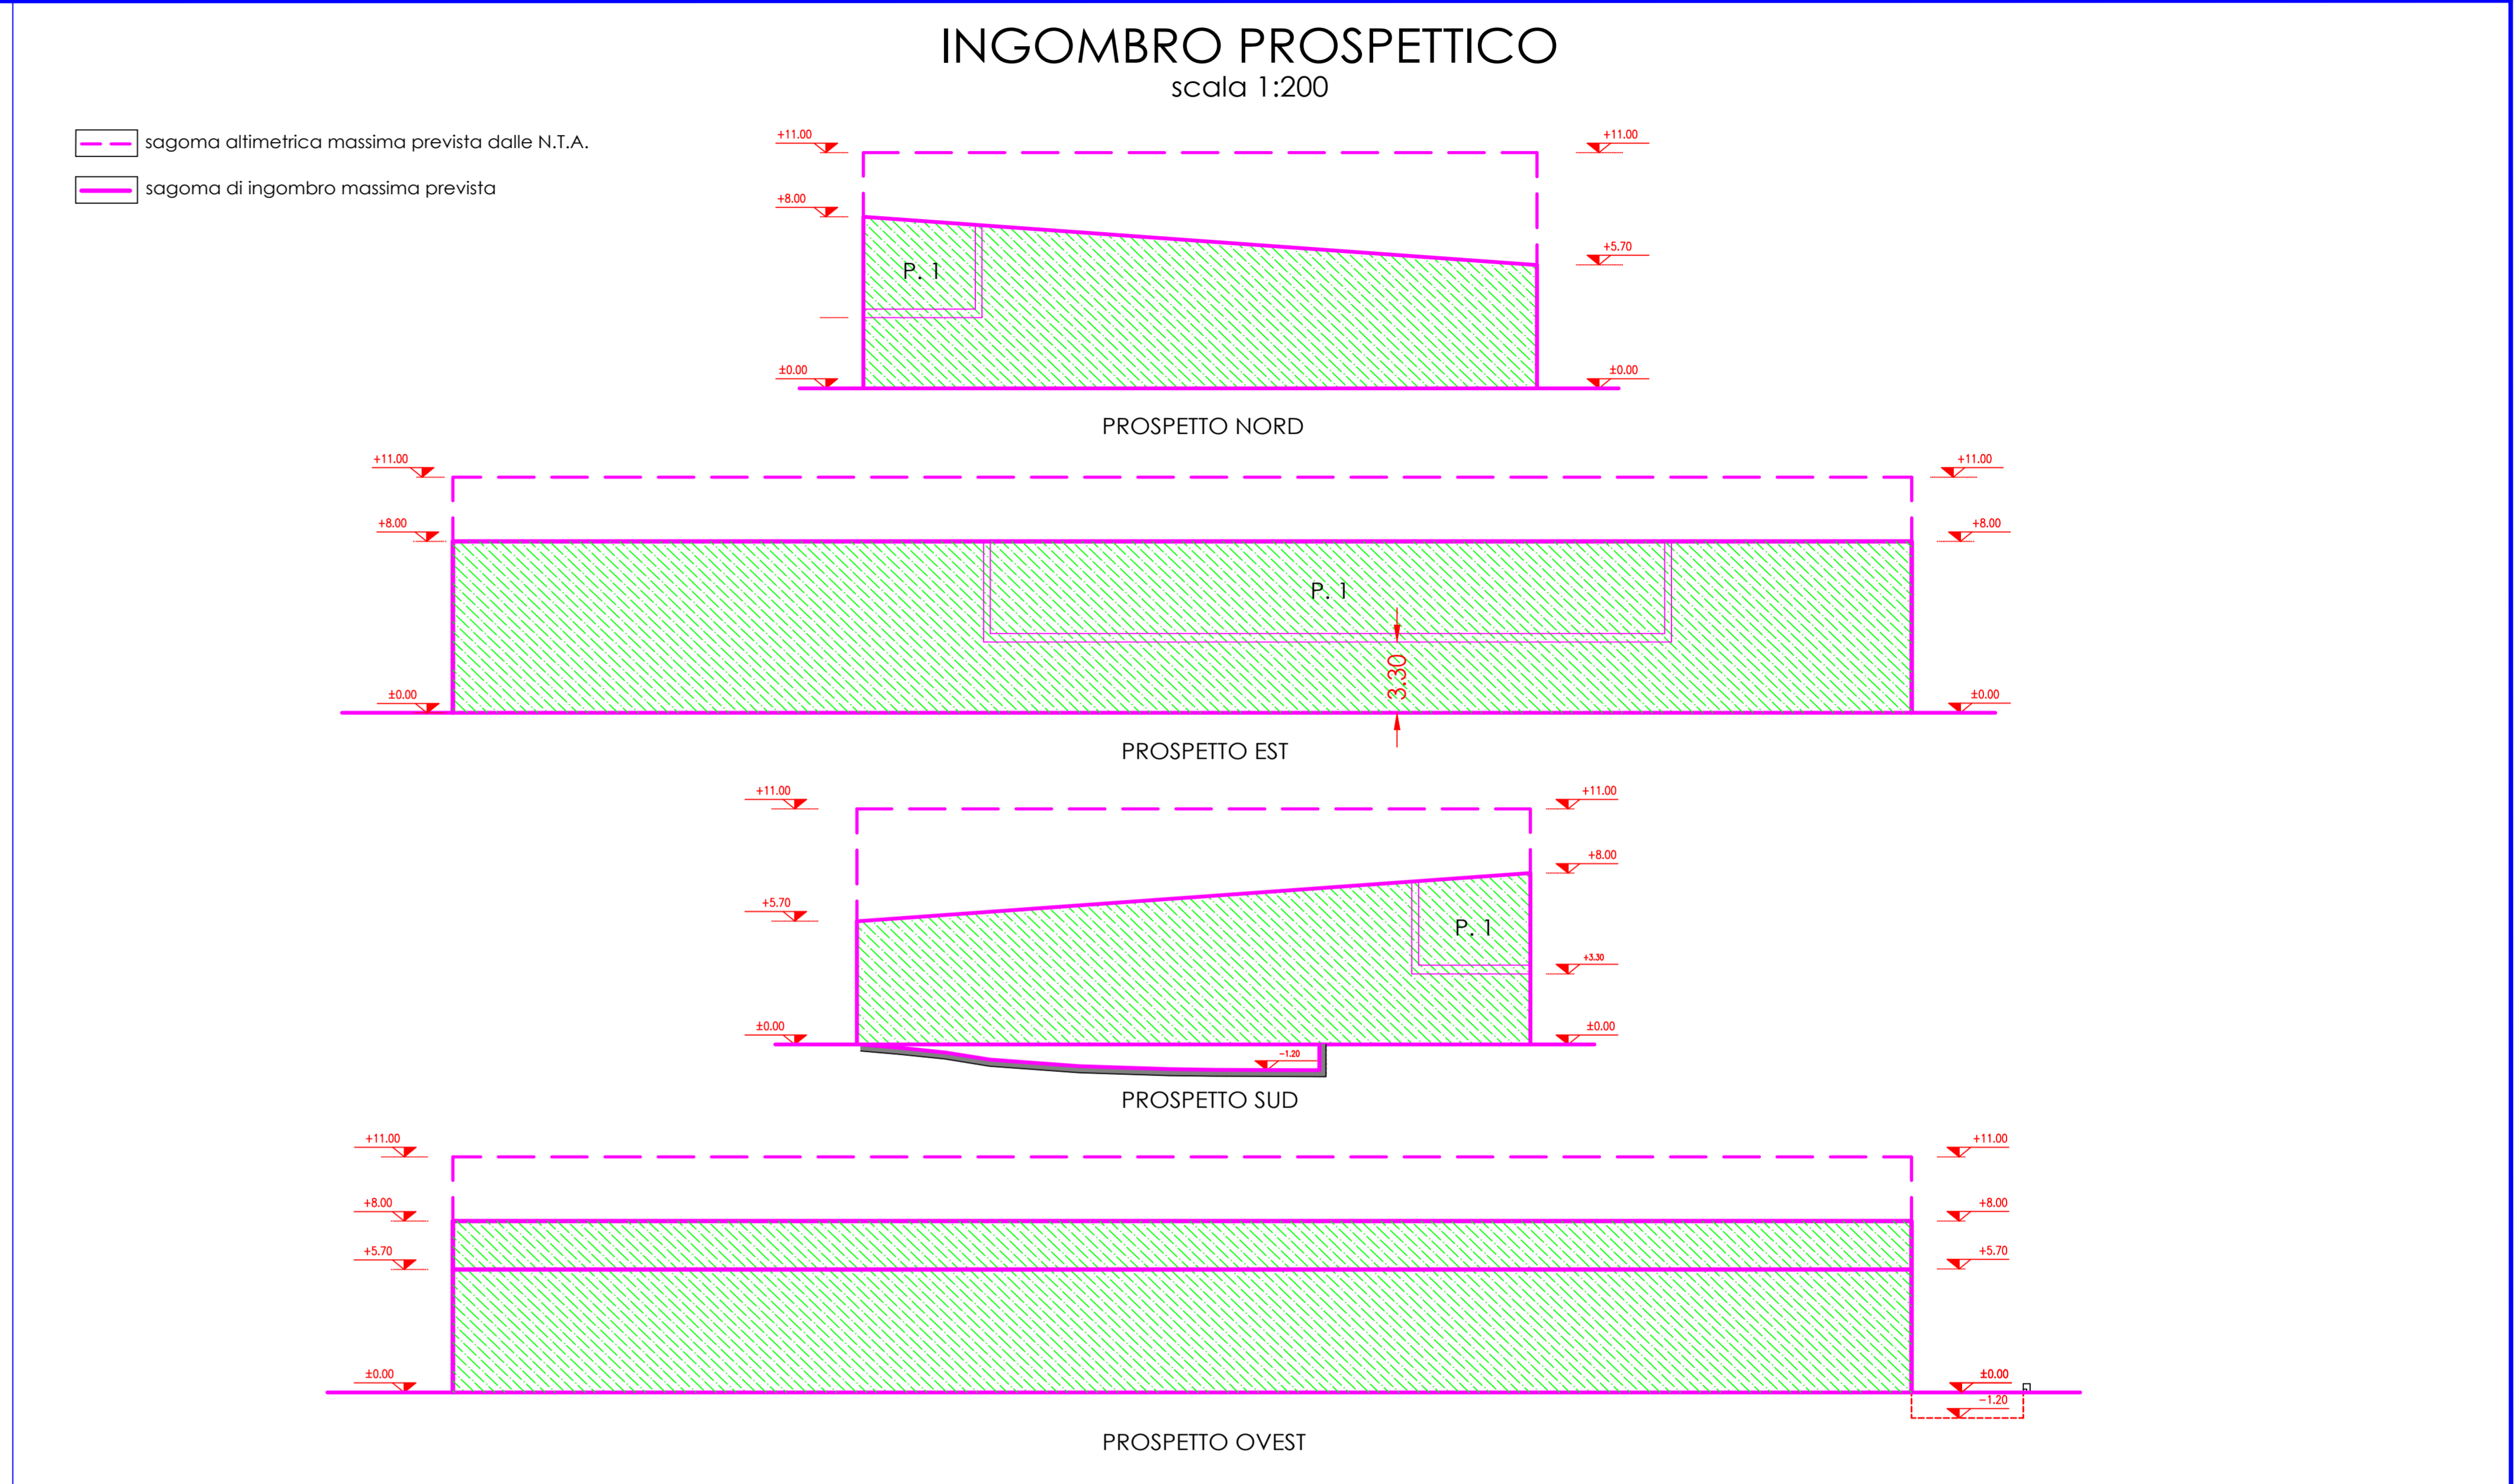 INGOMBRO PROSPETTICO
scala 1:200
sagoma altimetrica massima prevista dalle N.T.A.
sagoma di ingombro massima prevista
+11.00 +11.00
+8.00
+5.70
P. 1
±0.00 ±0.00
PROSPETTO NORD
+11.00 +11.00
+8.00 +8.00
P. 1
3.30
±0.00 ±0.00
PROSPETTO EST
+11.00 +11.00
+8.00
+5.70
P. 1
+3.30
±0.00 ±0.00
-1.20
PROSPETTO SUD
+11.00 +11.00
+8.00 +8.00
+5.70 +5.70
±0.00 ±0.00
-1.20
PROSPETTO OVEST